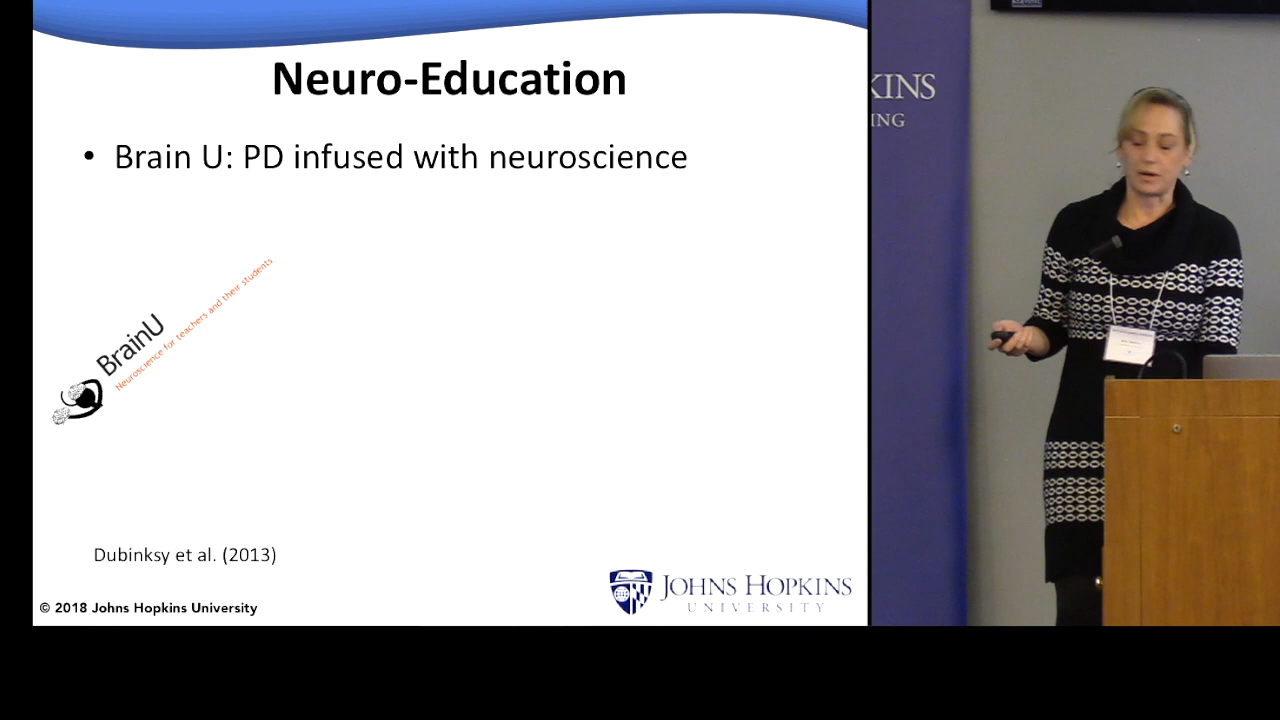 Neuro-Education
• Brain U: PD infused with neuroscience
BrainU
Neuroscience for teachers and their students
Dubinksy et al. (2013)
© 2018 Johns Hopkins University
JOHNS HOPKINS
UNIVERSITY
KINS
ING